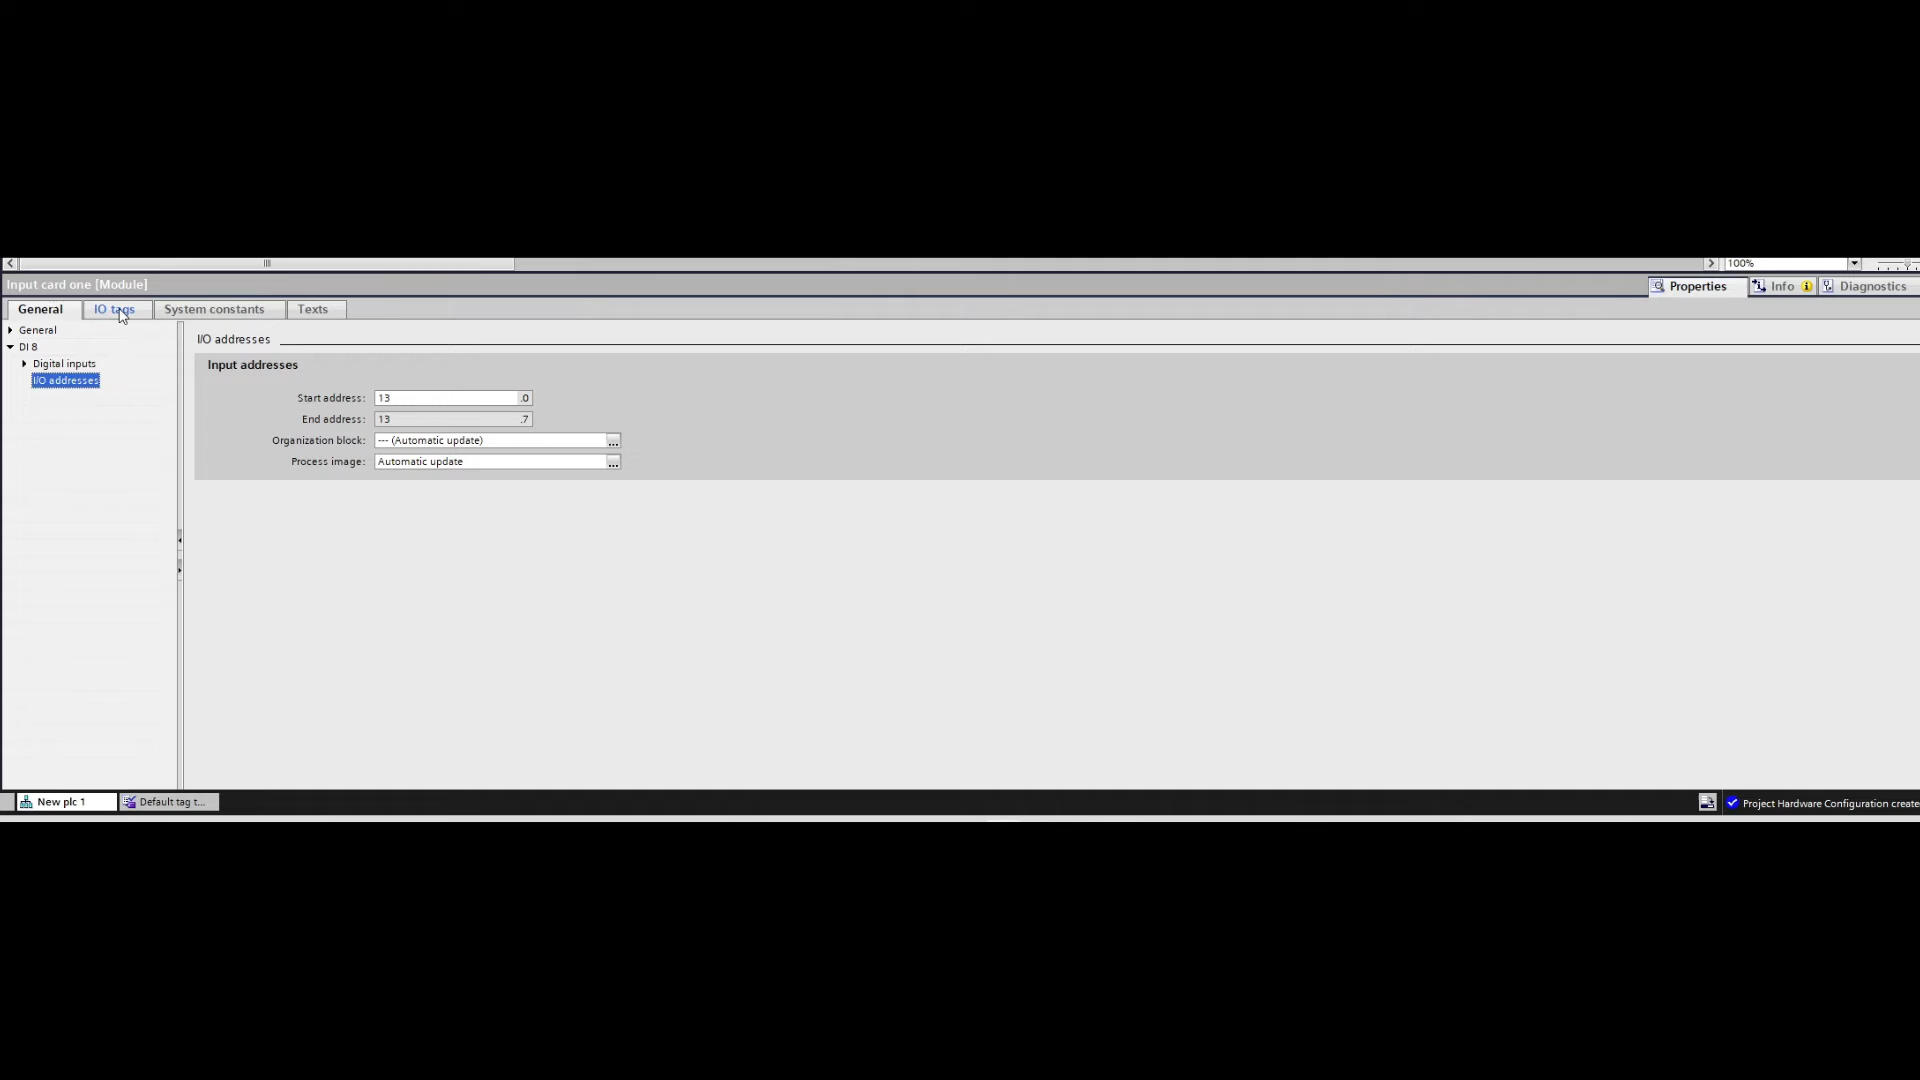 100%
Input card one [Module]
Properties Info Diagnostics
General IO tags System constants Texts
General
DI 8
Digital inputs
I/O addresses
I/O addresses
Input addresses
Start address: 13 .0
End address: 13 .7
Organization block: --- (Automatic update) ...
Process image: Automatic update ...
New plc 1 Default tag t...
Project Hardware Configuration create